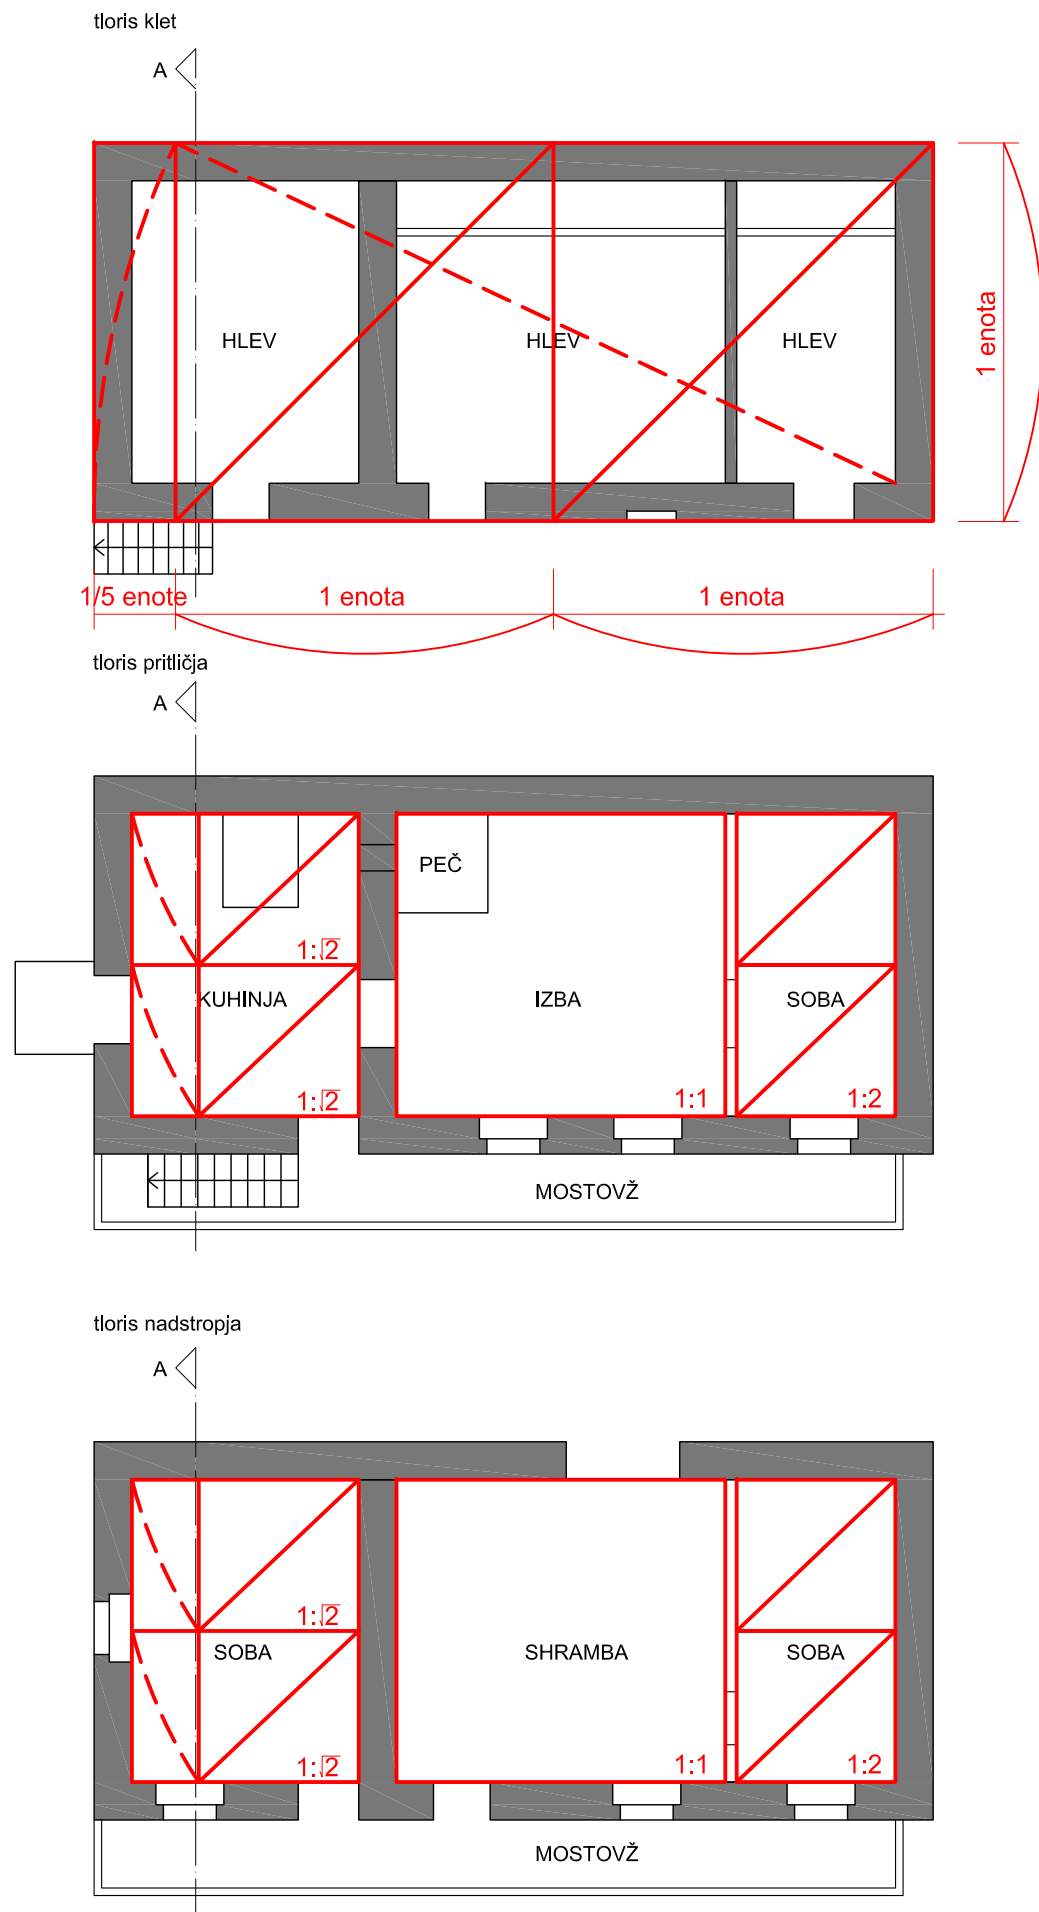 tloris klet
A
HLEV HLEV HLEV
1 enota
1/5 enote 1 enota 1 enota
tloris pritličja
A
PEČ
1:√2
KUHINJA IZBA SOBA
1:√2 1:1 1:2
MOSTOVŽ
tloris nadstropja
A
1:√2
SOBA SHRAMBA SOBA
1:√2 1:1 1:2
MOSTOVŽ